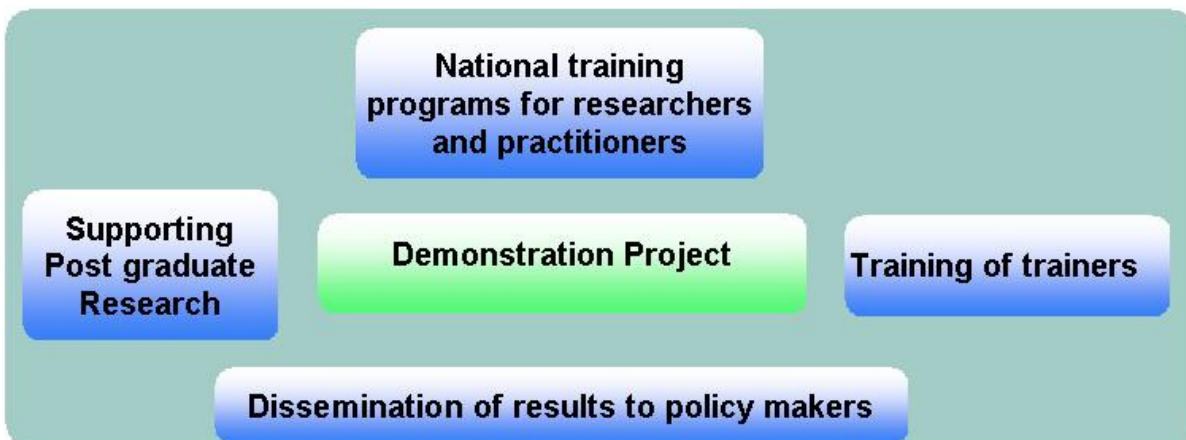 National training
programs for researchers
and practitioners
Supporting
Post graduate
Research
Demonstration Project
Training of trainers
Dissemination of results to policy makers